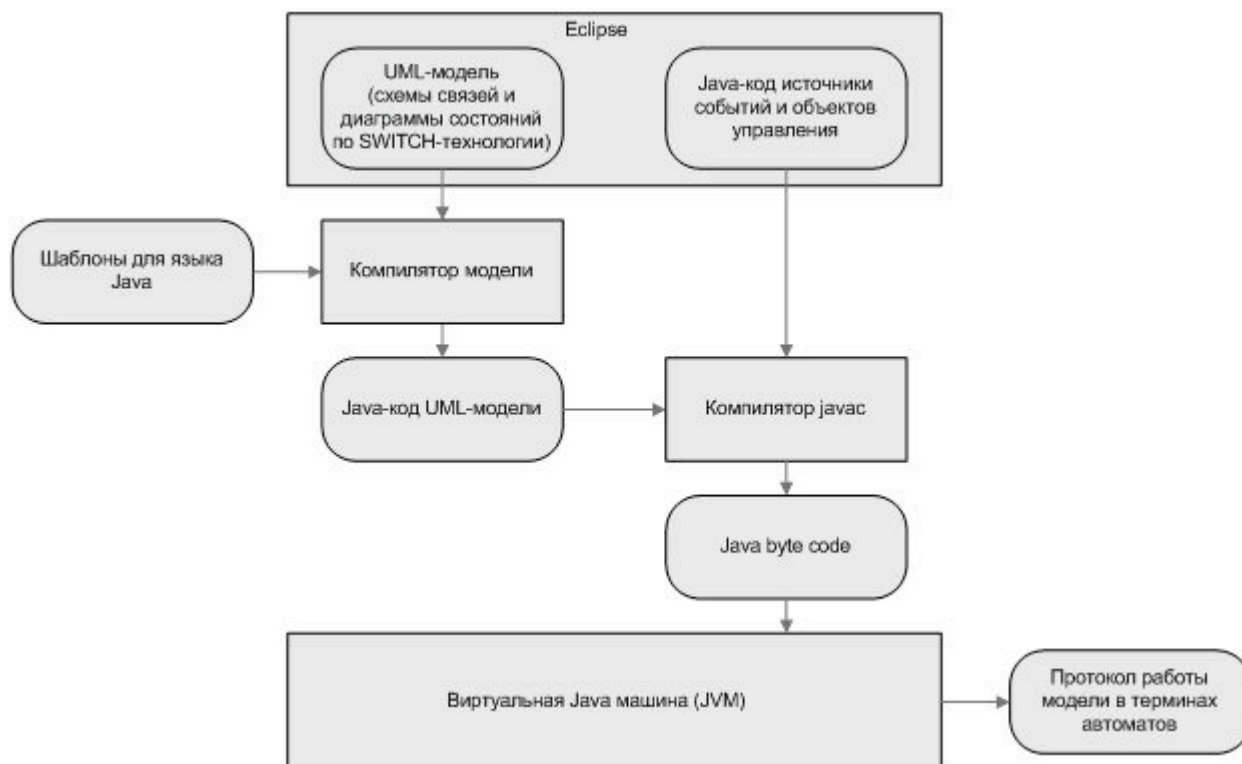 Eclipse
UML-модель
(схемы связей и
диаграммы состояний
по SWITCH-технологии)
Java-код источники
событий и объектов
управления
Шаблоны для языка
Java
Компилятор модели
Java-код UML-модели
Компилятор javac
Java byte code
Виртуальная Java машина (JVM)
Протокол работы
модели в терминах
автоматов